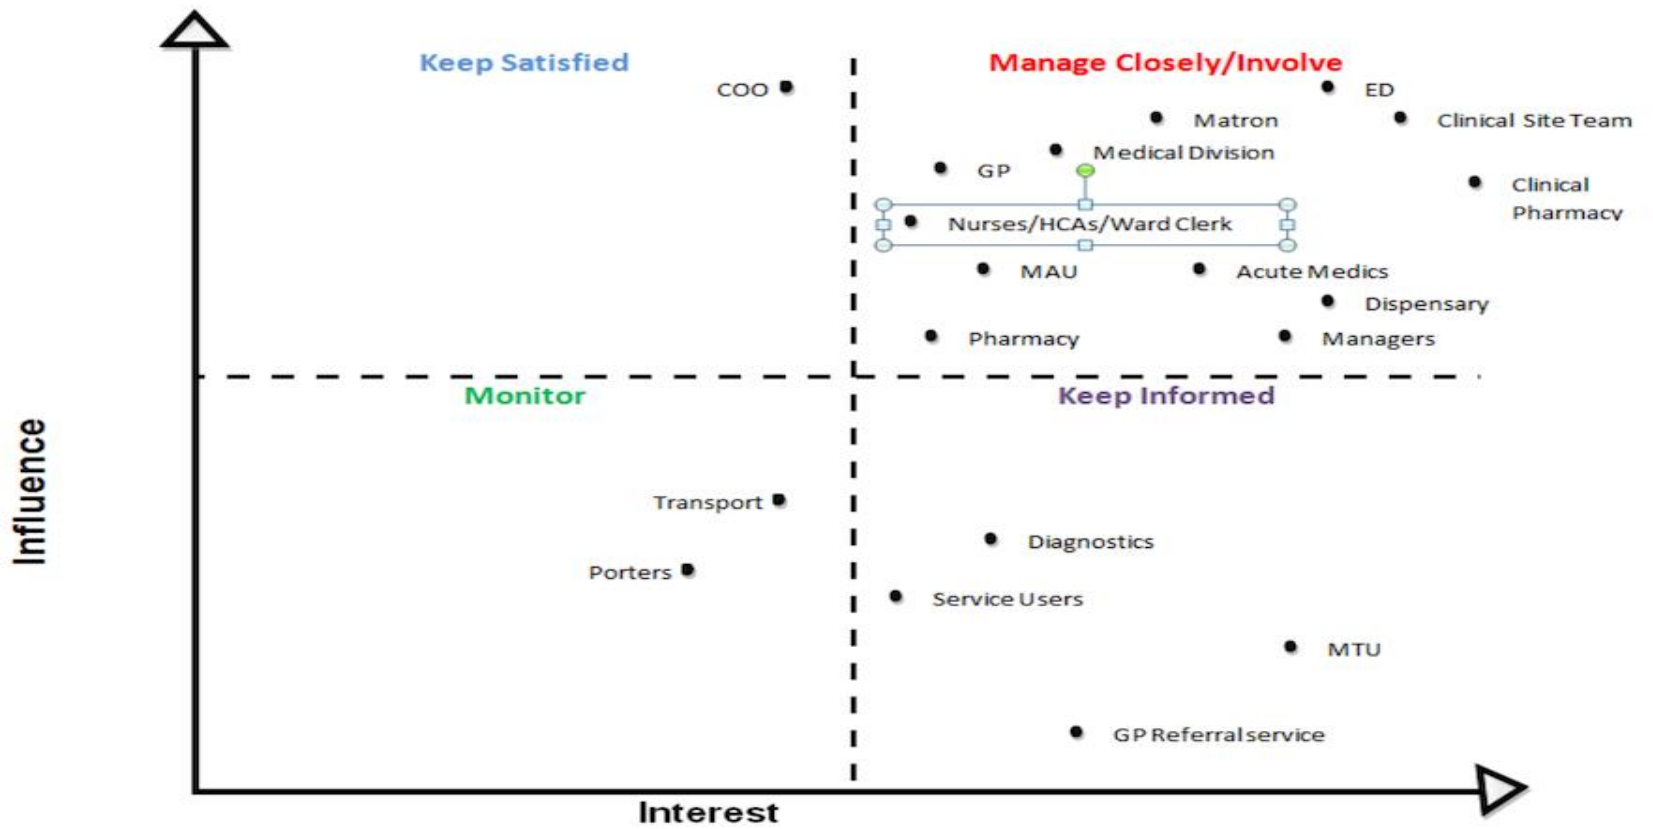 Keep Satisfied
Manage Closely/Involve
COO
ED
Matron
Clinical Site Team
Medical Division
GP
Clinical
Pharmacy
Nurses/HCAs/Ward Clerk
MAU
Acute Medics
Dispensary
Pharmacy
Managers
Monitor
Keep Informed
Influence
Transport
Diagnostics
Porters
Service Users
MTU
GP Referral service
Interest